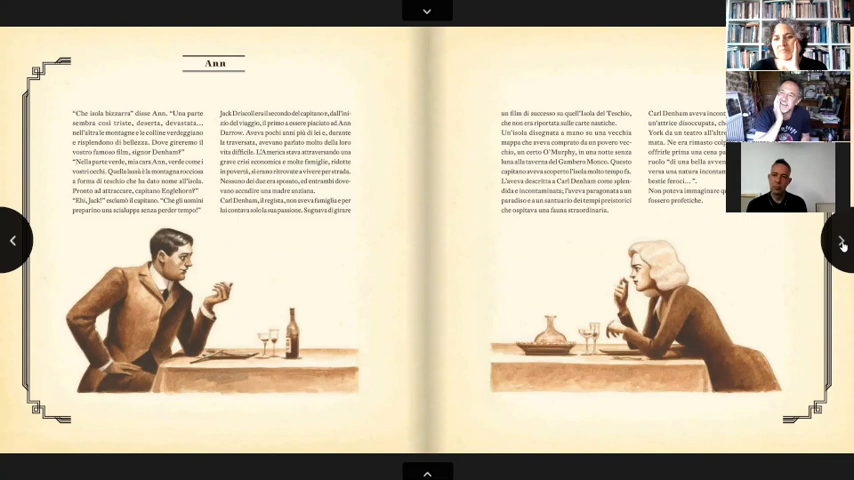 Ann
“Che isola bizzarra” disse Ann. “Una parte
sembra così triste, deserta, devastata...
nell'altra le montagne e le colline verdeggiano
e risplendono di bellezza. Dove gireremo il
vostro famoso film, signor Denham?”
“Nella parte verde, mia cara Ann, verde come i
vostri occhi. Quella lassù è la montagna rocciosa
a forma di teschio che ha dato nome all'isola.
Pronto ad attraccare, capitano Englehorn?”
“Ehi, Jack!” esclamò il capitano. “Che gli uomini
preparino una scialuppa senza perder tempo!”
Jack Driscoll era il secondo del capitano e, dall'ini-
zio del viaggio, il primo a essere piaciuto ad Ann
Darrow. Aveva pochi anni più di lei e, durante
la traversata, avevano parlato molto della loro
vita difficile. L'America stava attraversando una
grave crisi economica e molte famiglie, ridotte
in povertà, si erano ritrovate a vivere per strada.
Nessuno dei due era sposato, ed entrambi dove-
vano accudire una madre anziana.
Carl Denham, il regista, non aveva famiglia e per
lui contava solo la sua passione. Sognava di girare
un film di successo su quell'Isola del Teschio,
che non era riportata sulle carte nautiche.
Un'isola disegnata a mano su una vecchia
mappa che aveva comprato da un povero vec-
chio, un certo O'Murphy, in una notte senza
luna alla taverna del Gambero Monco. Questo
capitano aveva scoperto l'isola molto tempo fa.
L'aveva descritta a Carl Denham come splen-
dida e incontaminata; l'aveva paragonata a un
paradiso e a un santuario dei tempi preistorici
che ospitava una fauna straordinaria.
Carl Denham aveva incont
un'attrice disoccupata, ch
York da un teatro all'altro
mata. Ne era rimasto colp
offrirle prima una cena pa
ruolo “di una bella avven
versa una natura incontam
bestie feroci... ”.
Non poteva immaginare q
fossero profetiche.